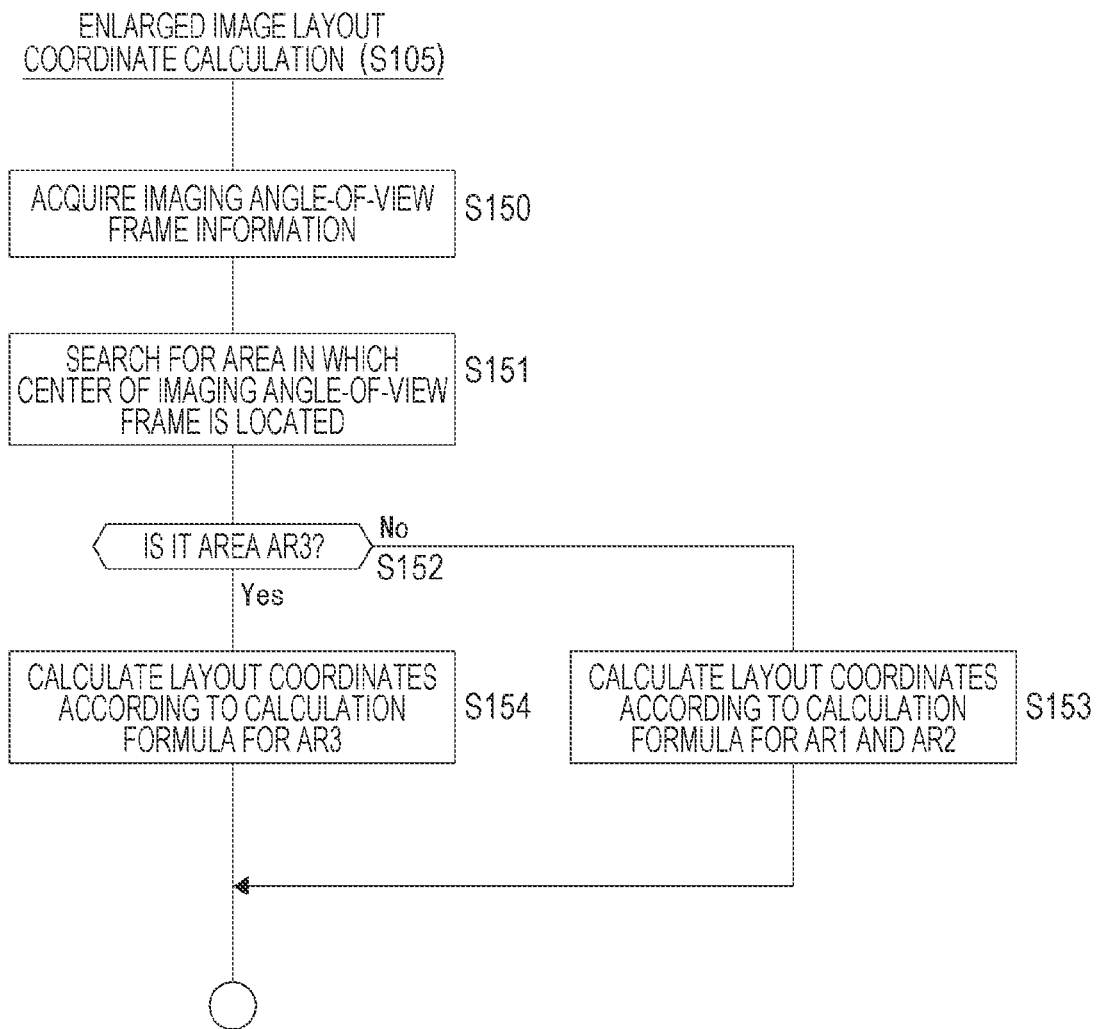 ENLARGED IMAGE LAYOUT
COORDINATE CALCULATION (S105)
ACQUIRE IMAGING ANGLE-OF-VIEW
FRAME INFORMATION
S150
SEARCH FOR AREA IN WHICH
CENTER OF IMAGING ANGLE-OF-VIEW
FRAME IS LOCATED
S151
IS IT AREA AR3?
No
S152
Yes
CALCULATE LAYOUT COORDINATES
ACCORDING TO CALCULATION
FORMULA FOR AR3
S154
CALCULATE LAYOUT COORDINATES
ACCORDING TO CALCULATION
FORMULA FOR AR1 AND AR2
S153